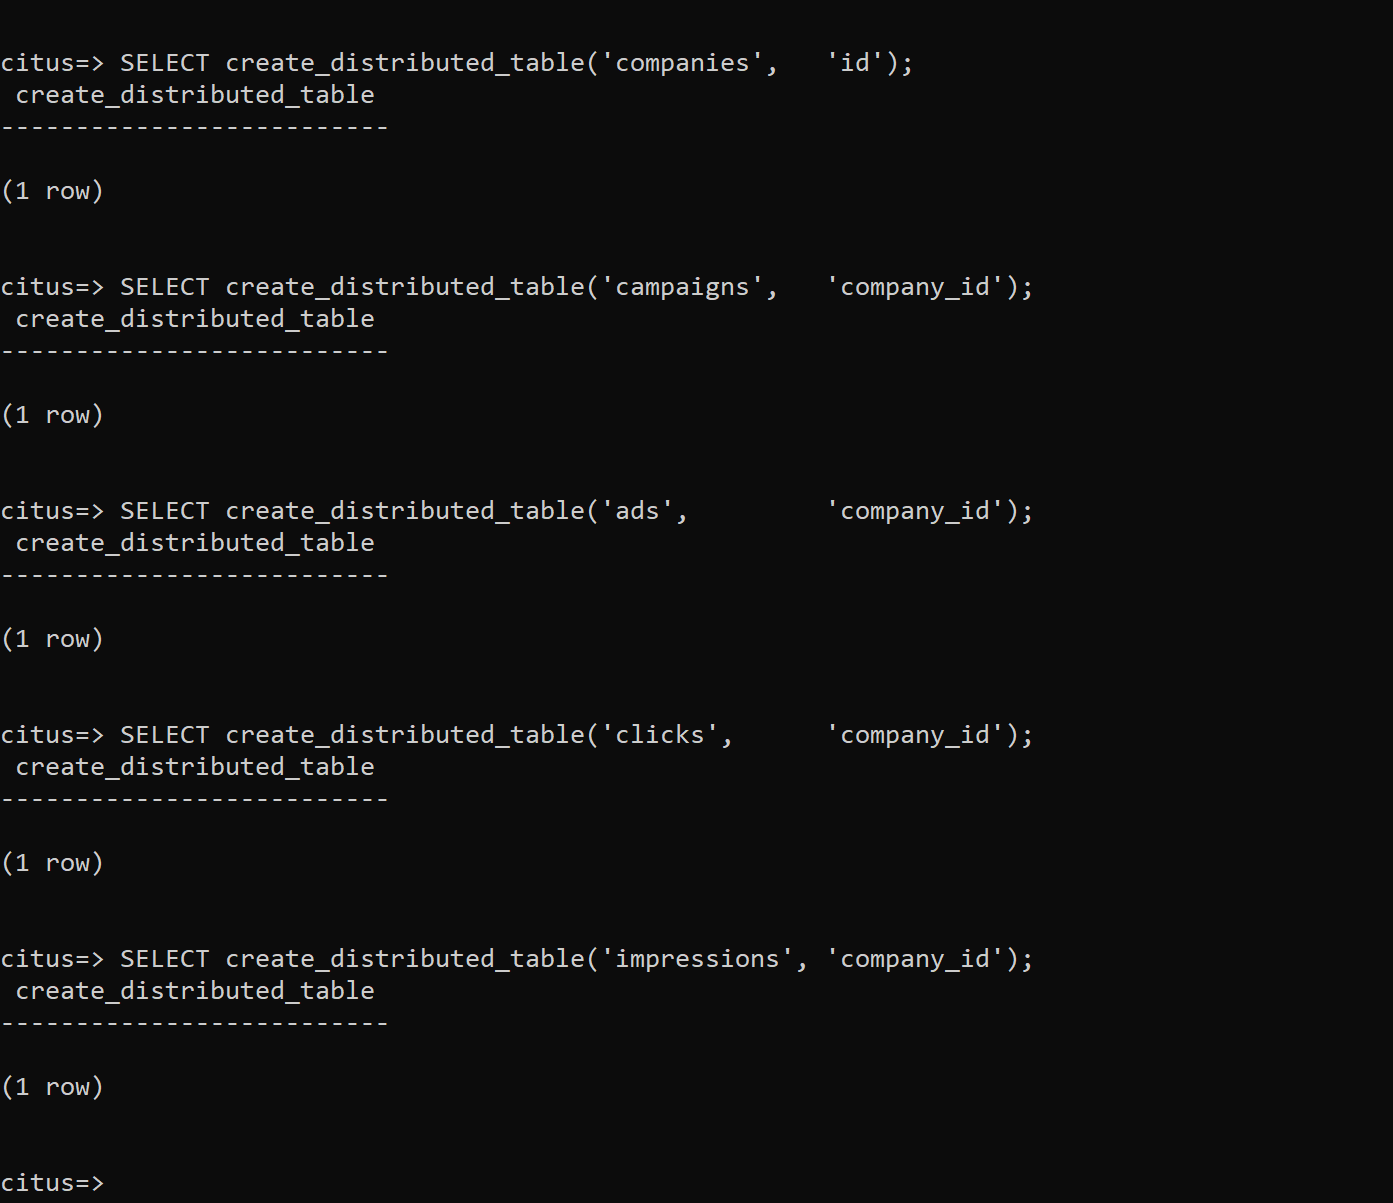 citus=> SELECT create_distributed_table('companies',   'id');
 create_distributed_table
--------------------------
(1 row)
citus=> SELECT create_distributed_table('campaigns',   'company_id');
 create_distributed_table
--------------------------
(1 row)
citus=> SELECT create_distributed_table('ads',         'company_id');
 create_distributed_table
--------------------------
(1 row)
citus=> SELECT create_distributed_table('clicks',      'company_id');
 create_distributed_table
--------------------------
(1 row)
citus=> SELECT create_distributed_table('impressions', 'company_id');
 create_distributed_table
--------------------------
(1 row)
citus=>